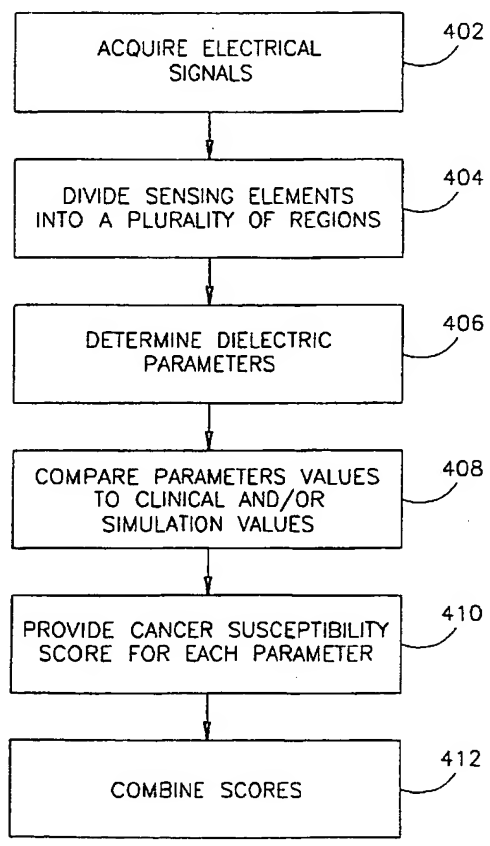 ACQUIRE ELECTRICAL
SIGNALS
402
DIVIDE SENSING ELEMENTS
INTO A PLURALITY OF REGIONS
404
DETERMINE DIELECTRIC
PARAMETERS
406
COMPARE PARAMETERS VALUES
TO CLINICAL AND/OR
SIMULATION VALUES
408
PROVIDE CANCER SUSCEPTIBILITY
SCORE FOR EACH PARAMETER
410
COMBINE SCORES
412